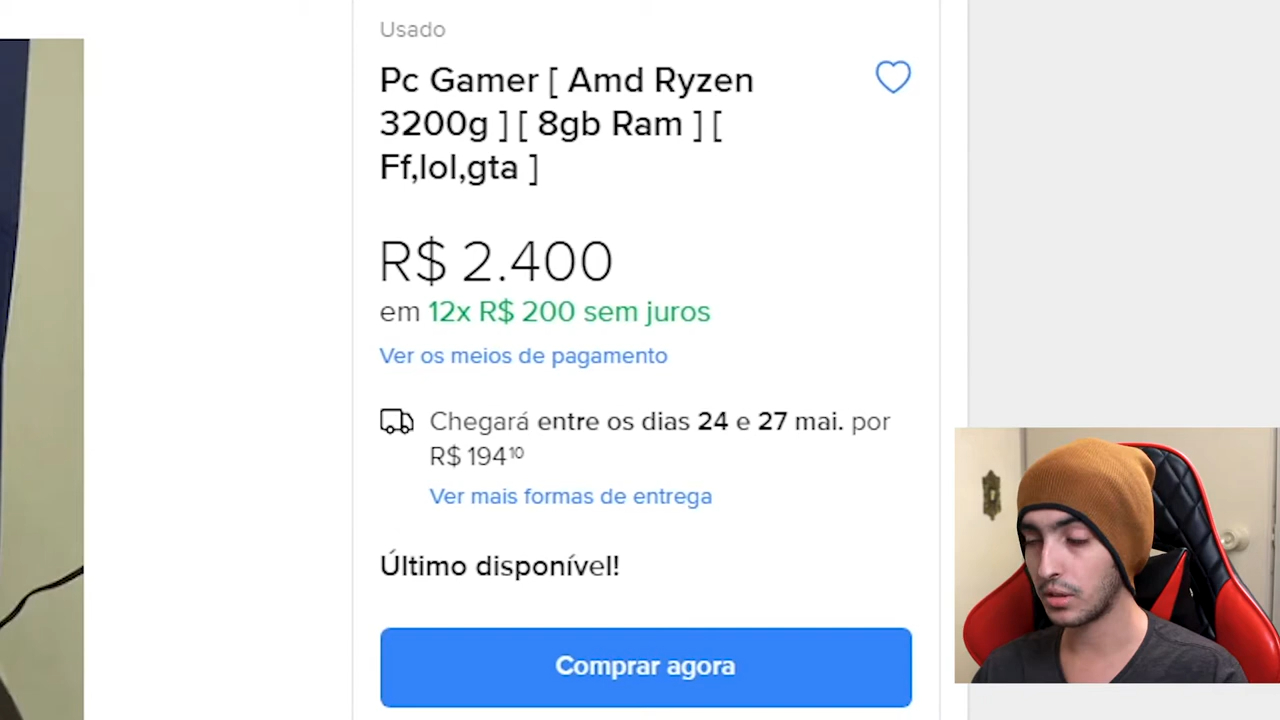 Usado
Pc Gamer [ Amd Ryzen
3200g ] [ 8gb Ram ] [
Ff,lol,gta ]
R$ 2.400
em 12x R$ 200 sem juros
Ver os meios de pagamento
Chegará entre os dias 24 e 27 mai. por
R$ 194¹⁰
Ver mais formas de entrega
Último disponível!
Comprar agora